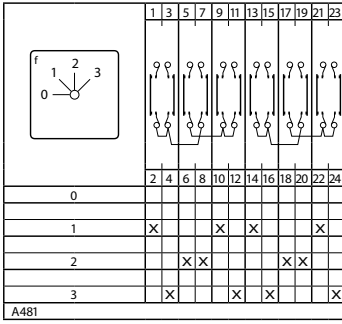 1 3 5 7 9 11 13 15 17 19 21 23
f
1 2 3
0
2 4 6 8 10 12 14 16 18 20 22 24
0
1 X X X X
2 X X X X
3 X X X X
A481